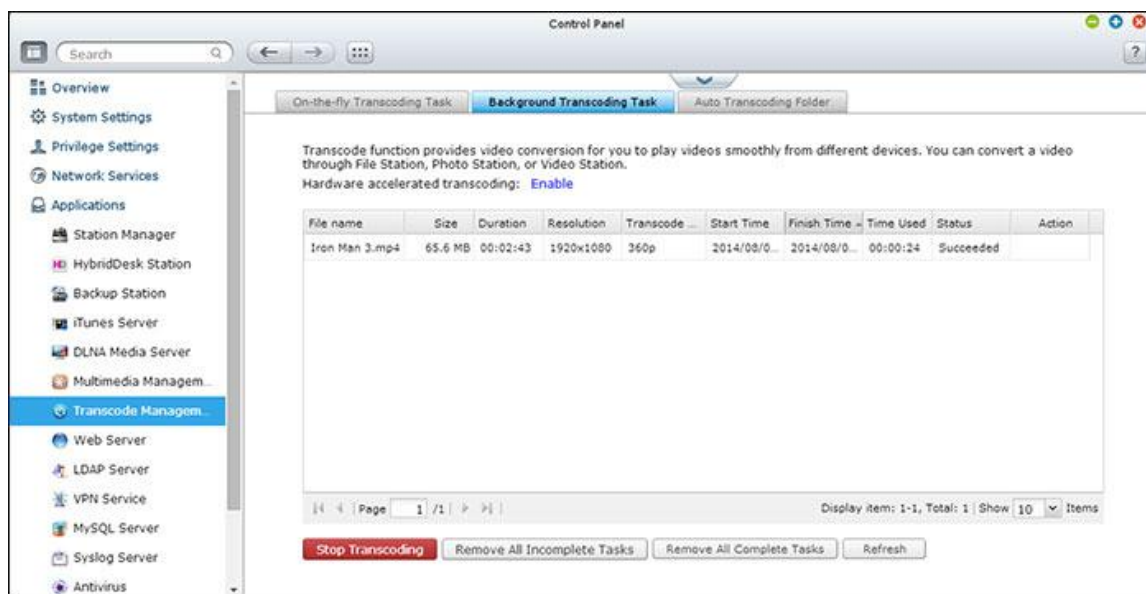 Control Panel
Search
?
Overview
System Settings
Privilege Settings
Network Services
Applications
Station Manager
HD HybridDesk Station
Backup Station
iTunes Server
DLNA Media Server
Multimedia Managem...
Transcode Managem...
Web Server
LDAP Server
VPN Service
MySQL Server
Syslog Server
Antivirus
On-the-fly Transcoding Task Background Transcoding Task Auto Transcoding Folder
Transcode function provides video conversion for you to play videos smoothly from different devices. You can convert a video
through File Station, Photo Station, or Video Station.
Hardware accelerated transcoding: Enable
File name Size Duration Resolution Transcode ... Start Time Finish Time Time Used Status Action
Iron Man 3.mp4 65.6 MB 00:02:43 1920x1080 360p 2014/08/0... 2014/08/0... 00:00:24 Succeeded
Page 1 /1 Display item: 1-1, Total: 1 Show 10 Items
Stop Transcoding Remove All Incomplete Tasks Remove All Complete Tasks Refresh